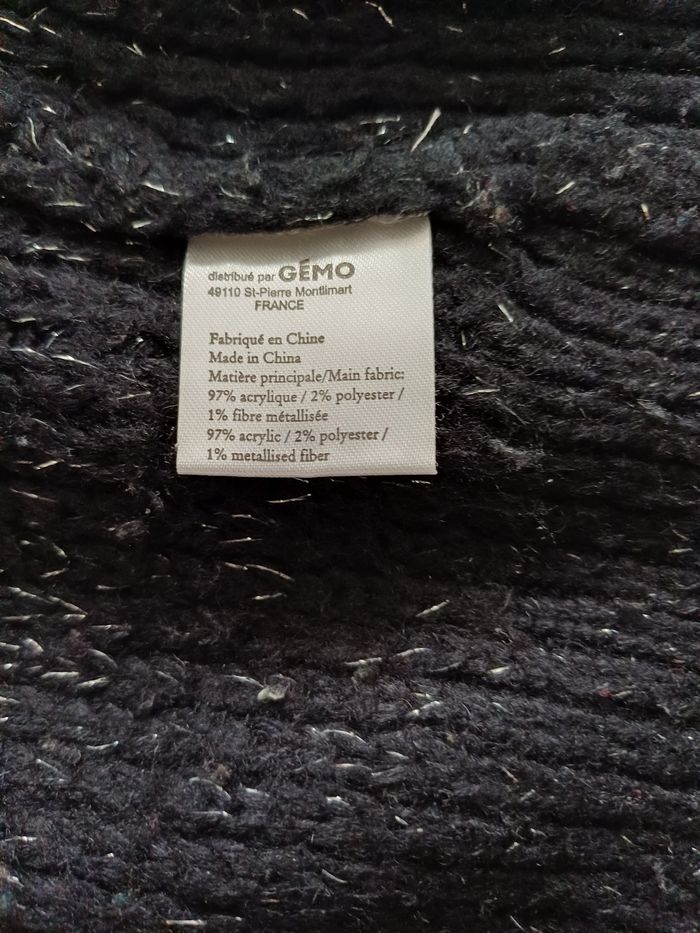 distribué par GÉMO
49110 St-Pierre Montlimart
FRANCE
Fabriqué en Chine
Made in China
Matière principale/Main fabric:
97% acrylique / 2% polyester /
1% fibre métallisée
97% acrylic / 2% polyester /
1% metallised fiber